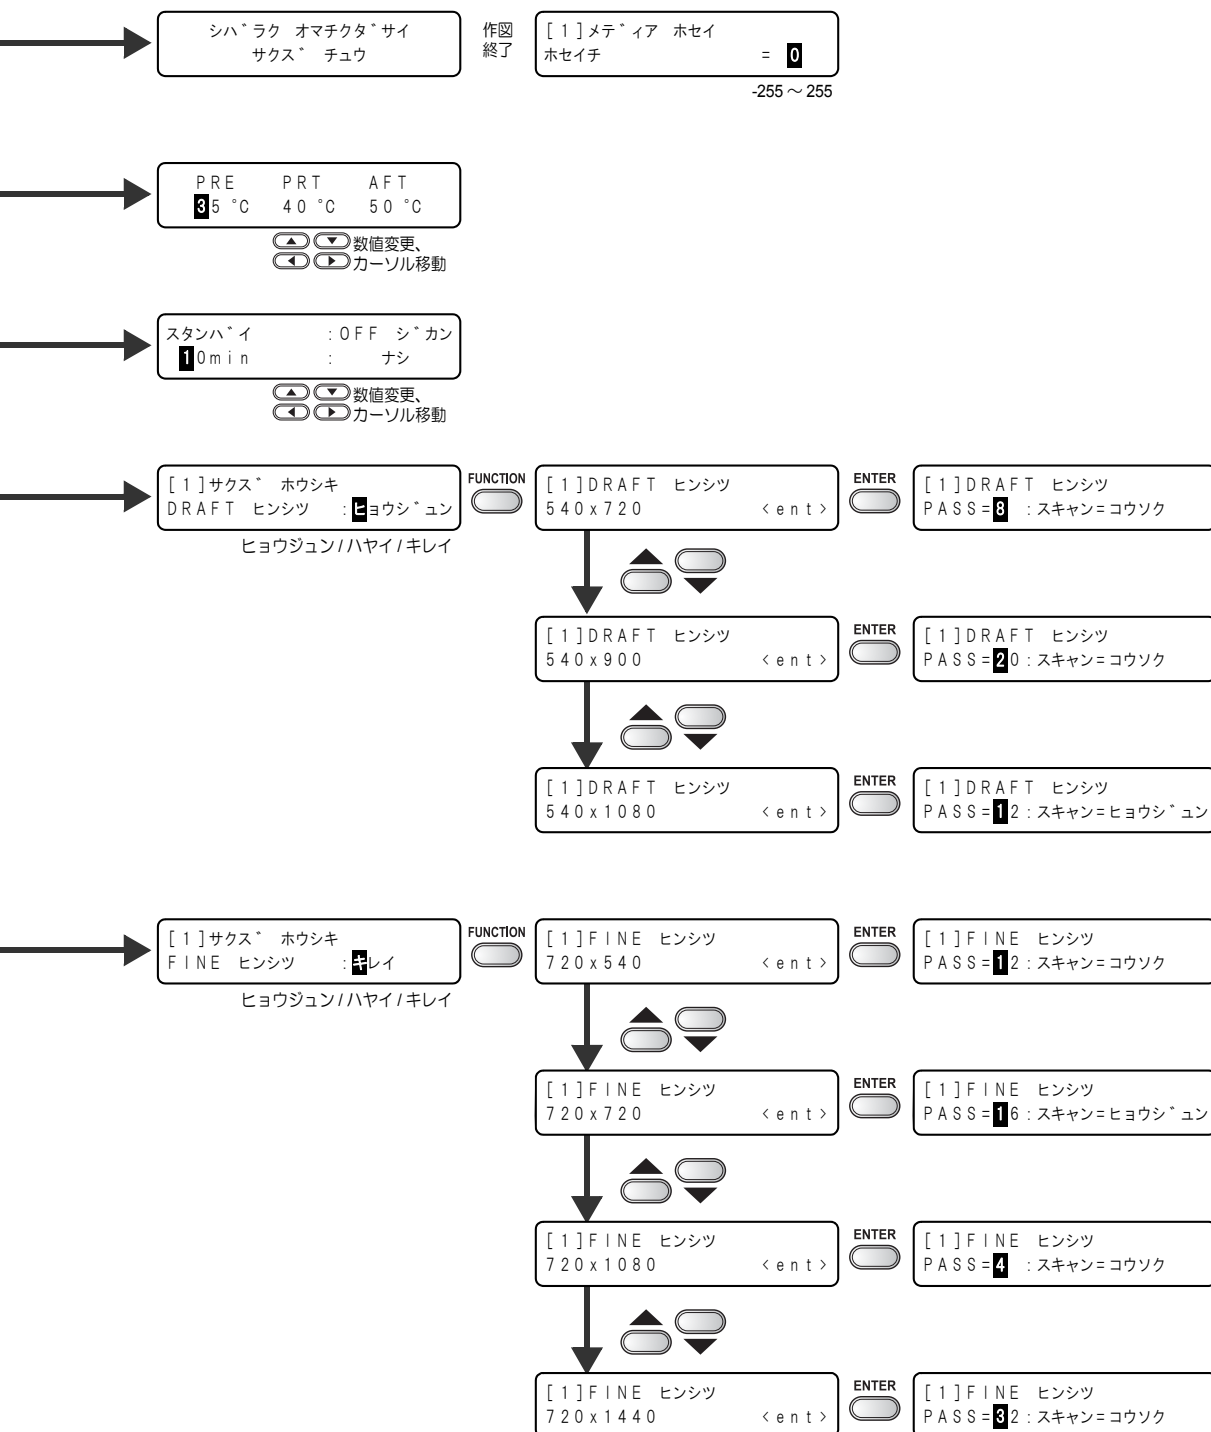 シハ゛ラク オマチクタ゛サイ
サクス゛ チュウ
作図
終了
[1]メテ゛ィア ホセイ
ホセイチ = 0
-255 ～ 255
PRE PRT AFT
35 °C 40 °C 50 °C
数値変更、
カーソル移動
スタンハ゛イ :OFF シ゛カン
10min : ナシ
数値変更、
カーソル移動
[1]サクス゛ ホウシキ
DRAFT ヒンシツ :ヒョウシ゛ュン
ヒョウジュン / ハヤイ / キレイ
FUNCTION
[1]DRAFT ヒンシツ
540x720 <ent>
ENTER
[1]DRAFT ヒンシツ
PASS=8 :スキャン=コウソク
[1]DRAFT ヒンシツ
540x900 <ent>
ENTER
[1]DRAFT ヒンシツ
PASS=20:スキャン=コウソク
[1]DRAFT ヒンシツ
540x1080 <ent>
ENTER
[1]DRAFT ヒンシツ
PASS=12:スキャン=ヒョウシ゛ュン
[1]サクス゛ ホウシキ
FINE ヒンシツ :キレイ
ヒョウジュン / ハヤイ / キレイ
FUNCTION
[1]FINE ヒンシツ
720x540 <ent>
ENTER
[1]FINE ヒンシツ
PASS=12:スキャン=コウソク
[1]FINE ヒンシツ
720x720 <ent>
ENTER
[1]FINE ヒンシツ
PASS=16:スキャン=ヒョウシ゛ュン
[1]FINE ヒンシツ
720x1080 <ent>
ENTER
[1]FINE ヒンシツ
PASS=4 :スキャン=コウソク
[1]FINE ヒンシツ
720x1440 <ent>
ENTER
[1]FINE ヒンシツ
PASS=32:スキャン=コウソク